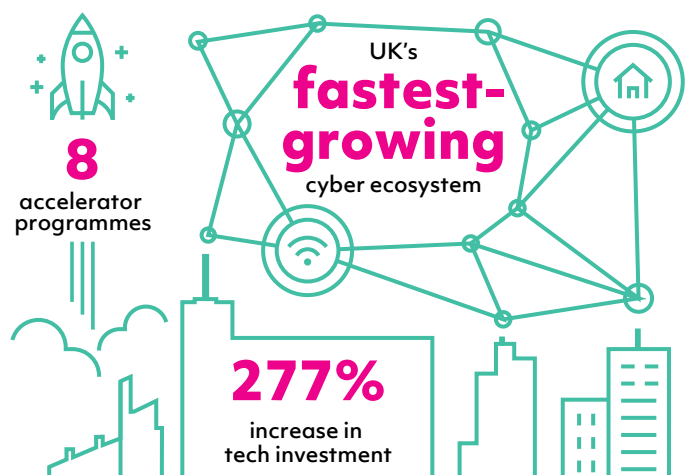 UK's
fastest-
growing
cyber ecosystem
8
accelerator
programmes
277%
increase in
tech investment